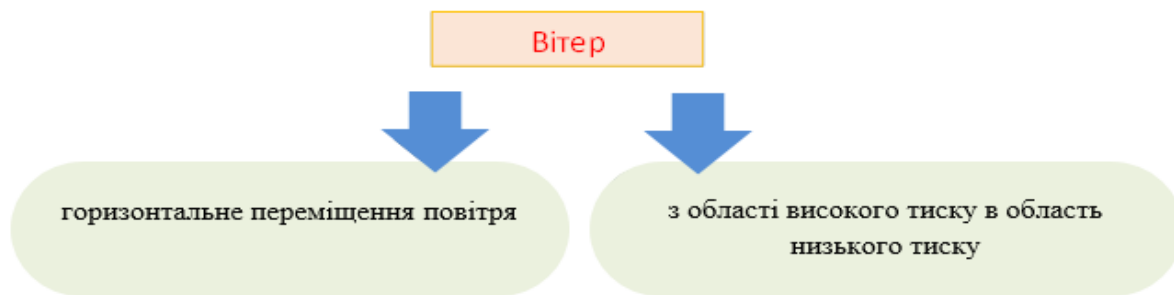 Вітер
горизонтальне переміщення повітря
з області високого тиску в область
низького тиску